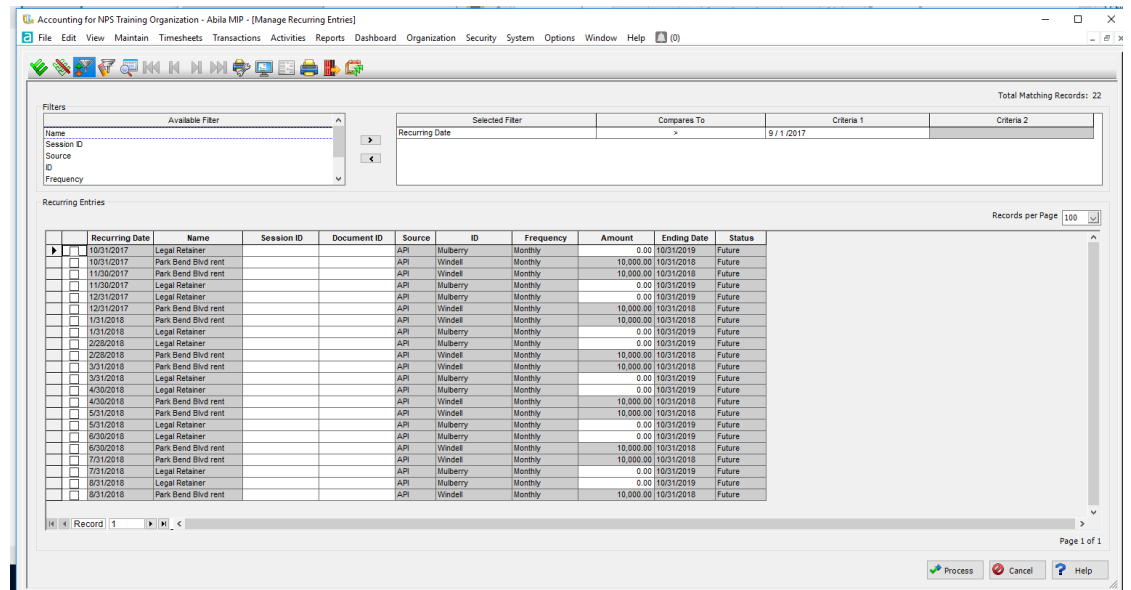 Accounting for NPS Training Organization - Abila MIP - [Manage Recurring Entries]
File Edit View Maintain Timesheets Transactions Activities Reports Dashboard Organization Security System Options Window Help (0)
Total Matching Records: 22
Filters
Available Filter
Name
Session ID
Source
ID
Frequency
Selected Filter Compares To Criteria 1 Criteria 2
Recurring Date > 9 / 1 /2017
Recurring Entries
Records per Page 100
Recurring Date Name Session ID Document ID Source ID Frequency Amount Ending Date Status
10/31/2017 Legal Retainer API Mulberry Monthly 0.00 10/31/2019 Future
10/31/2017 Park Bend Blvd rent API Windell Monthly 10,000.00 10/31/2018 Future
11/30/2017 Park Bend Blvd rent API Windell Monthly 10,000.00 10/31/2018 Future
11/30/2017 Legal Retainer API Mulberry Monthly 0.00 10/31/2019 Future
12/31/2017 Legal Retainer API Mulberry Monthly 0.00 10/31/2019 Future
12/31/2017 Park Bend Blvd rent API Windell Monthly 10,000.00 10/31/2018 Future
1/31/2018 Park Bend Blvd rent API Windell Monthly 10,000.00 10/31/2018 Future
1/31/2018 Legal Retainer API Mulberry Monthly 0.00 10/31/2019 Future
2/28/2018 Legal Retainer API Mulberry Monthly 0.00 10/31/2019 Future
2/28/2018 Park Bend Blvd rent API Windell Monthly 10,000.00 10/31/2018 Future
3/31/2018 Park Bend Blvd rent API Windell Monthly 10,000.00 10/31/2018 Future
3/31/2018 Legal Retainer API Mulberry Monthly 0.00 10/31/2019 Future
4/30/2018 Legal Retainer API Mulberry Monthly 0.00 10/31/2019 Future
4/30/2018 Park Bend Blvd rent API Windell Monthly 10,000.00 10/31/2018 Future
5/31/2018 Park Bend Blvd rent API Windell Monthly 10,000.00 10/31/2018 Future
5/31/2018 Legal Retainer API Mulberry Monthly 0.00 10/31/2019 Future
6/30/2018 Legal Retainer API Mulberry Monthly 0.00 10/31/2019 Future
6/30/2018 Park Bend Blvd rent API Windell Monthly 10,000.00 10/31/2018 Future
7/31/2018 Park Bend Blvd rent API Windell Monthly 10,000.00 10/31/2018 Future
7/31/2018 Legal Retainer API Mulberry Monthly 0.00 10/31/2019 Future
8/31/2018 Legal Retainer API Mulberry Monthly 0.00 10/31/2019 Future
8/31/2018 Park Bend Blvd rent API Windell Monthly 10,000.00 10/31/2018 Future
Record 1
Page 1 of 1
Process Cancel Help